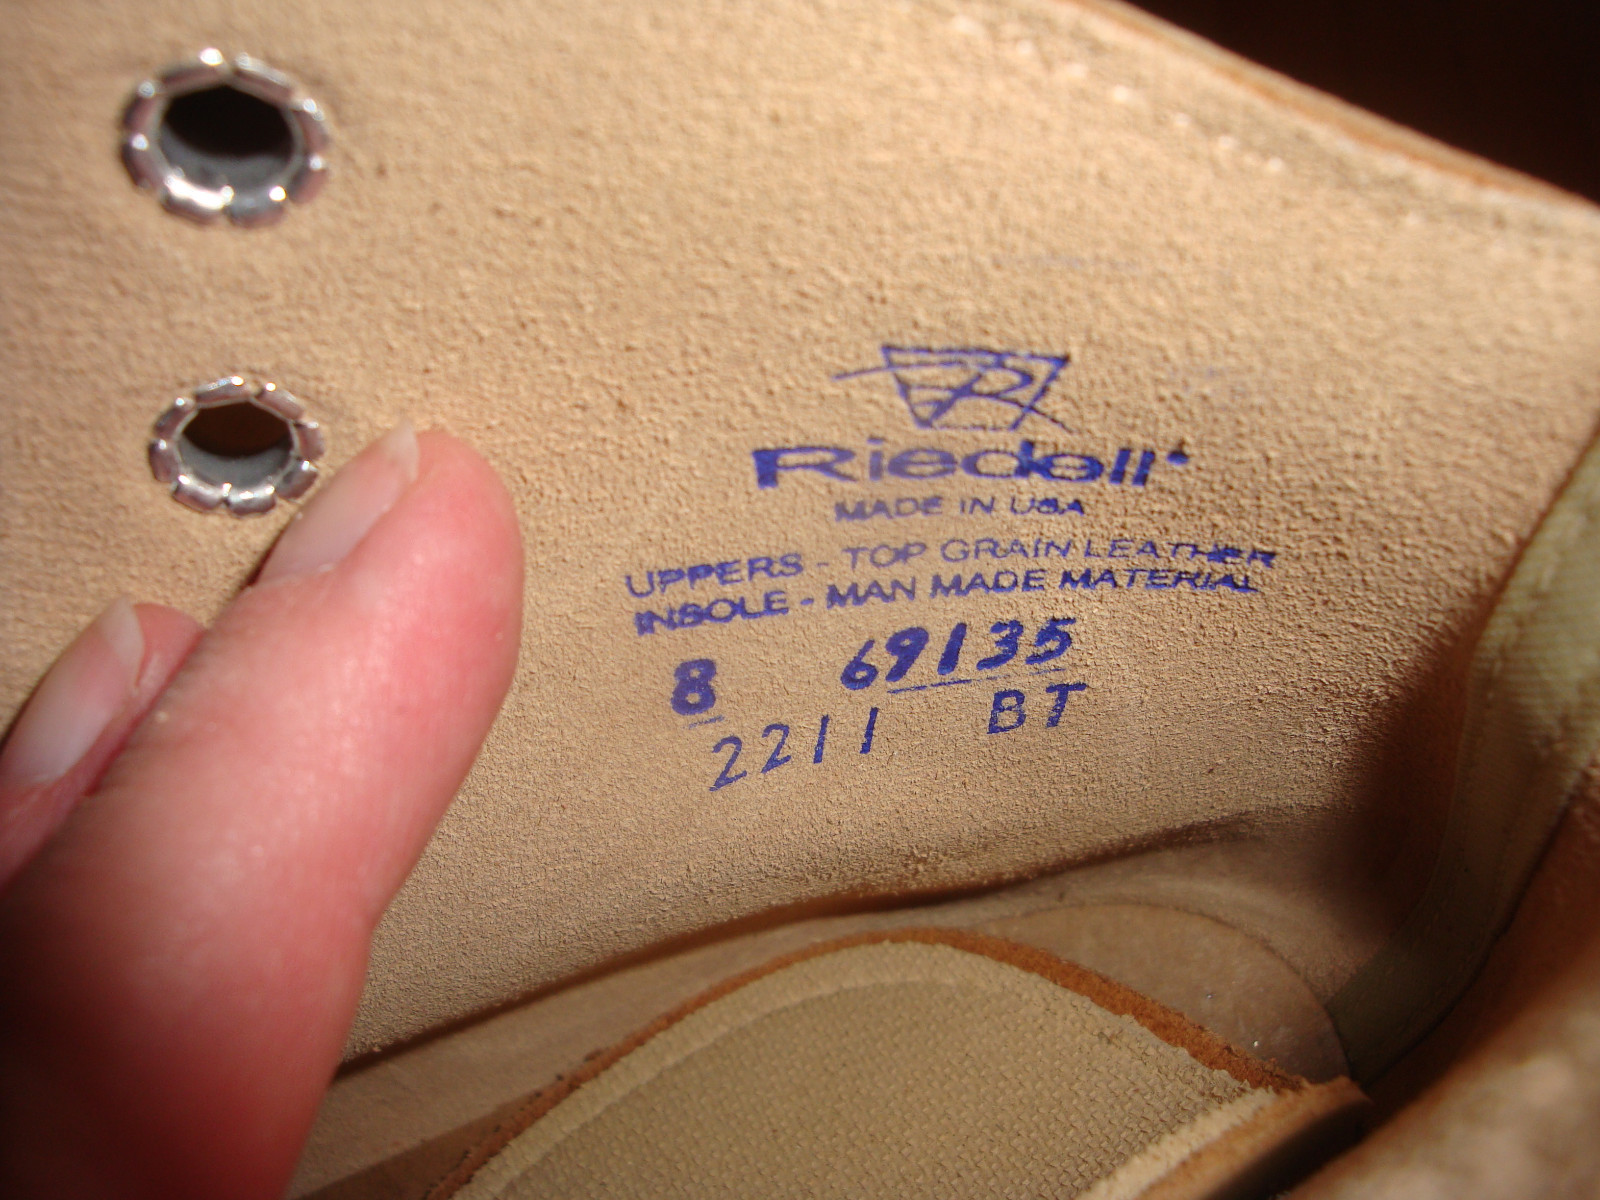 R
Riedell
MADE IN USA
UPPERS - TOP GRAIN LEATHER
INSOLE - MAN MADE MATERIAL
8 69135
2211 BT